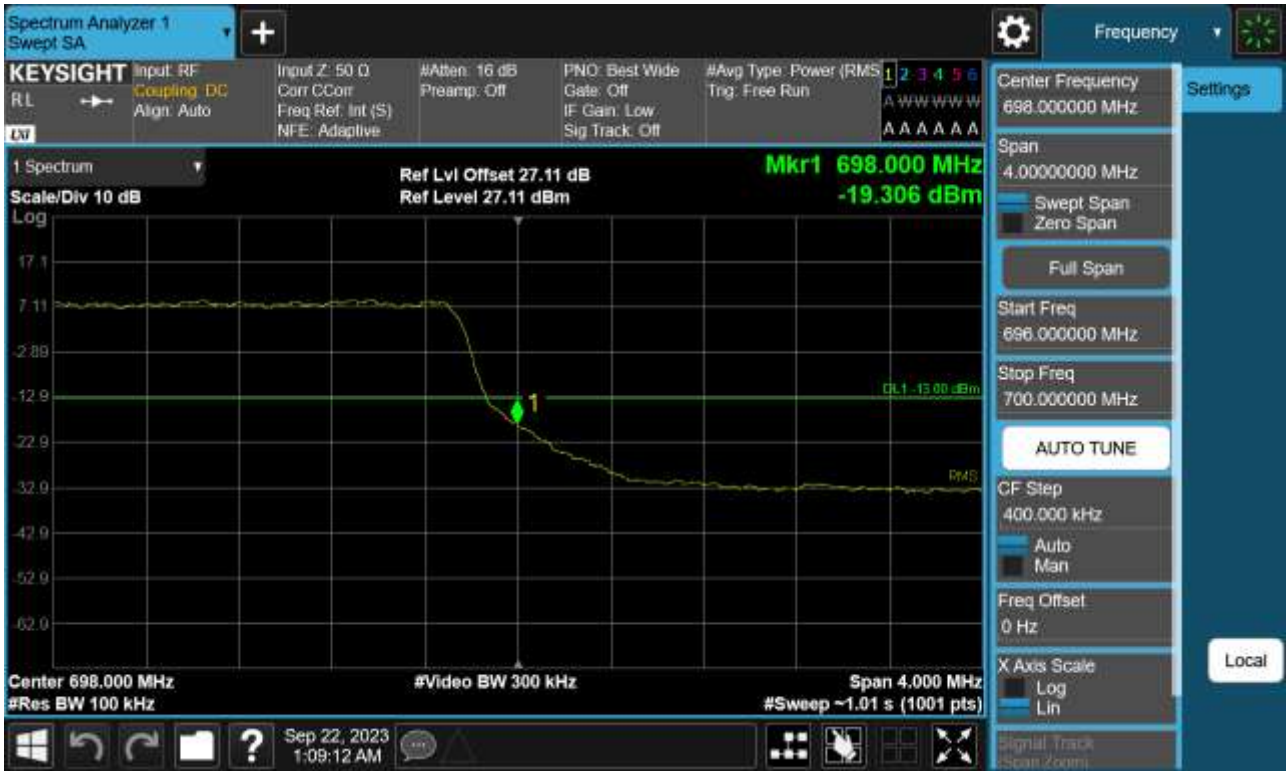 Spectrum Analyzer 1
Swept SA
+
Frequency
KEYSIGHT
RL
LXI
Input: RF
Coupling: DC
Align: Auto
Input Z: 50 Ω
Corr CCorr
Freq Ref: Int (S)
NFE: Adaptive
#Atten: 16 dB
Preamp: Off
PNO: Best Wide
Gate: Off
IF Gain: Low
Sig Track: Off
#Avg Type: Power (RMS
Trig: Free Run
1 2 3 4 5 6
A W W W W W
A A A A A A
1 Spectrum
Scale/Div 10 dB
Log
Ref Lvl Offset 27.11 dB
Ref Level 27.11 dBm
Mkr1 698.000 MHz
-19.306 dBm
17.1
7.11
-2.89
-12.9
-22.9
-32.9
-42.9
-52.9
-62.9
DL1 -13.00 dBm
1
RMS
Center 698.000 MHz
#Video BW 300 kHz
Span 4.000 MHz
#Res BW 100 kHz
#Sweep ~1.01 s (1001 pts)
Center Frequency
698.000000 MHz
Settings
Span
4.00000000 MHz
Swept Span
Zero Span
Full Span
Start Freq
696.000000 MHz
Stop Freq
700.000000 MHz
AUTO TUNE
CF Step
400.000 kHz
Auto
Man
Freq Offset
0 Hz
X Axis Scale
Log
Lin
Signal Track
(Span Zoom)
Local
?
Sep 22, 2023
1:09:12 AM